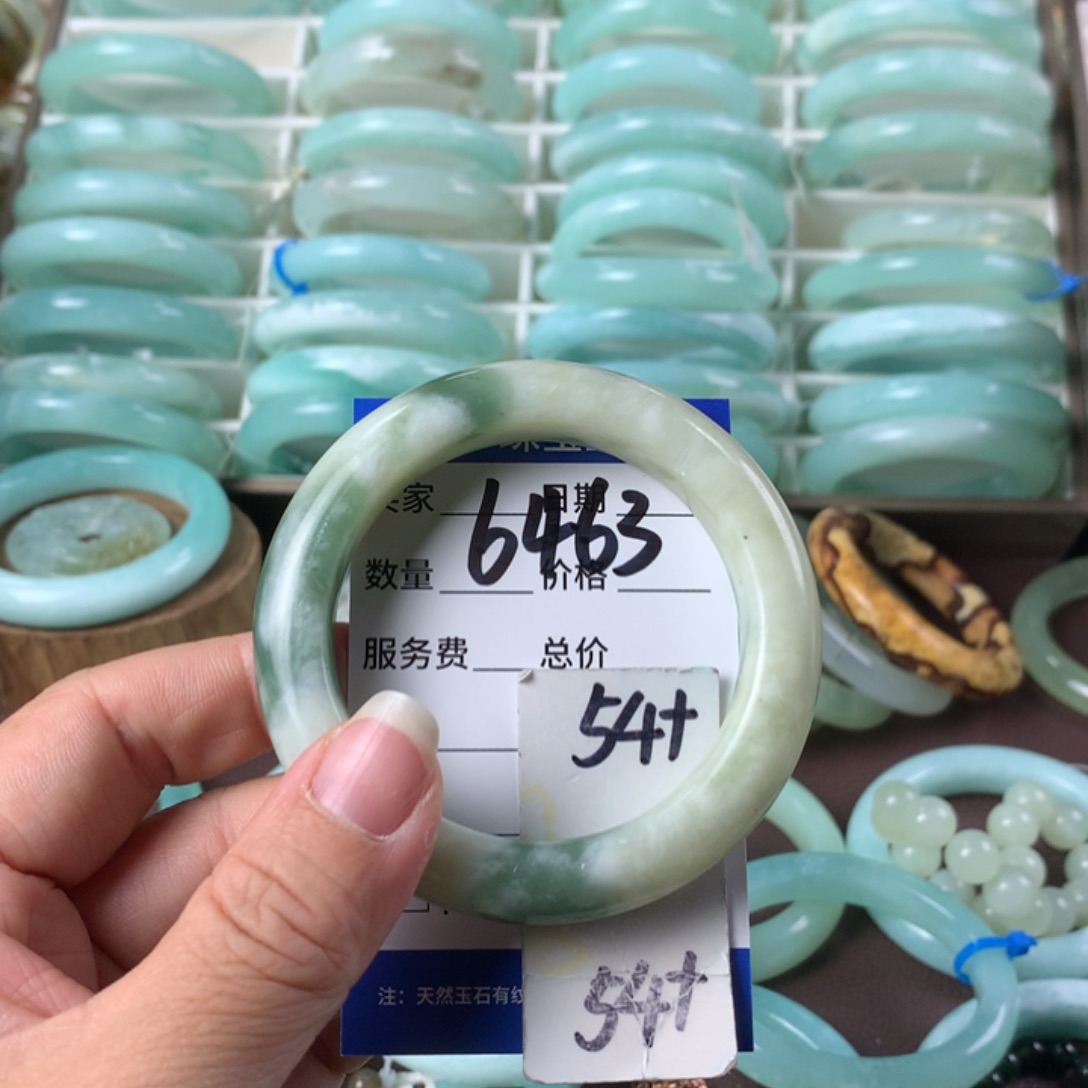 家 日期
6463
数量 价格
服务费 总价
54+
54+
注: 天然玉石有纹